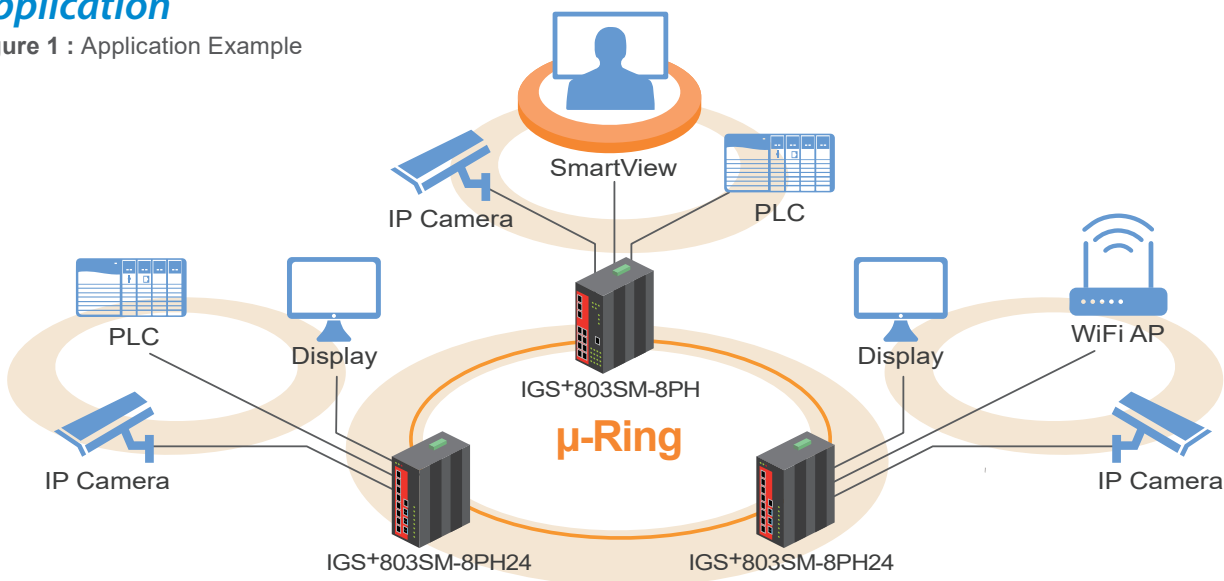 pplication
gure 1 : Application Example
SmartView
IP Camera
PLC
PLC
Display
Display
WiFi AP
IGS+803SM-8PH
μ-Ring
IP Camera
IP Camera
IGS+803SM-8PH24
IGS+803SM-8PH24